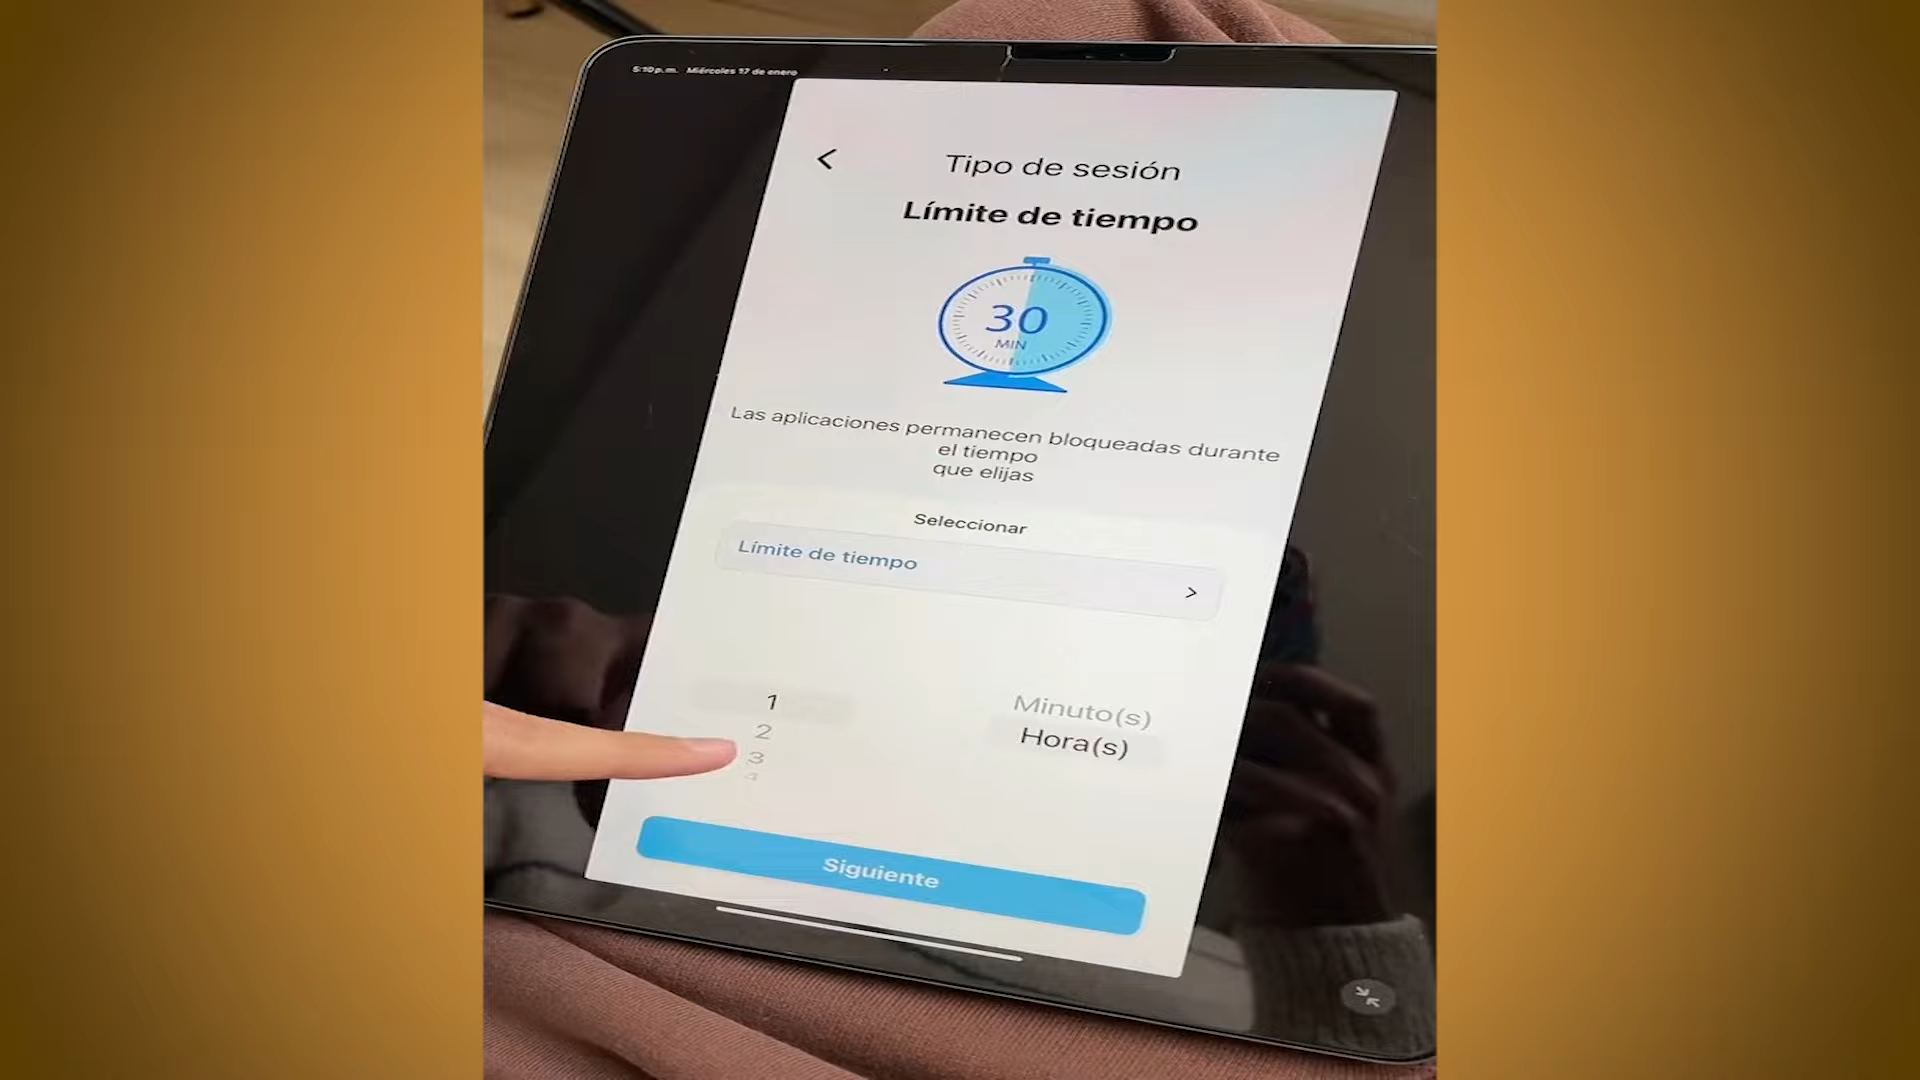 5:10 p. m. Miércoles 17 de enero
Tipo de sesión
Límite de tiempo
30
MIN
Las aplicaciones permanecen bloqueadas durante
el tiempo
que elijas
Seleccionar
Límite de tiempo
1
2
3
4
Minuto(s)
Hora(s)
Siguiente